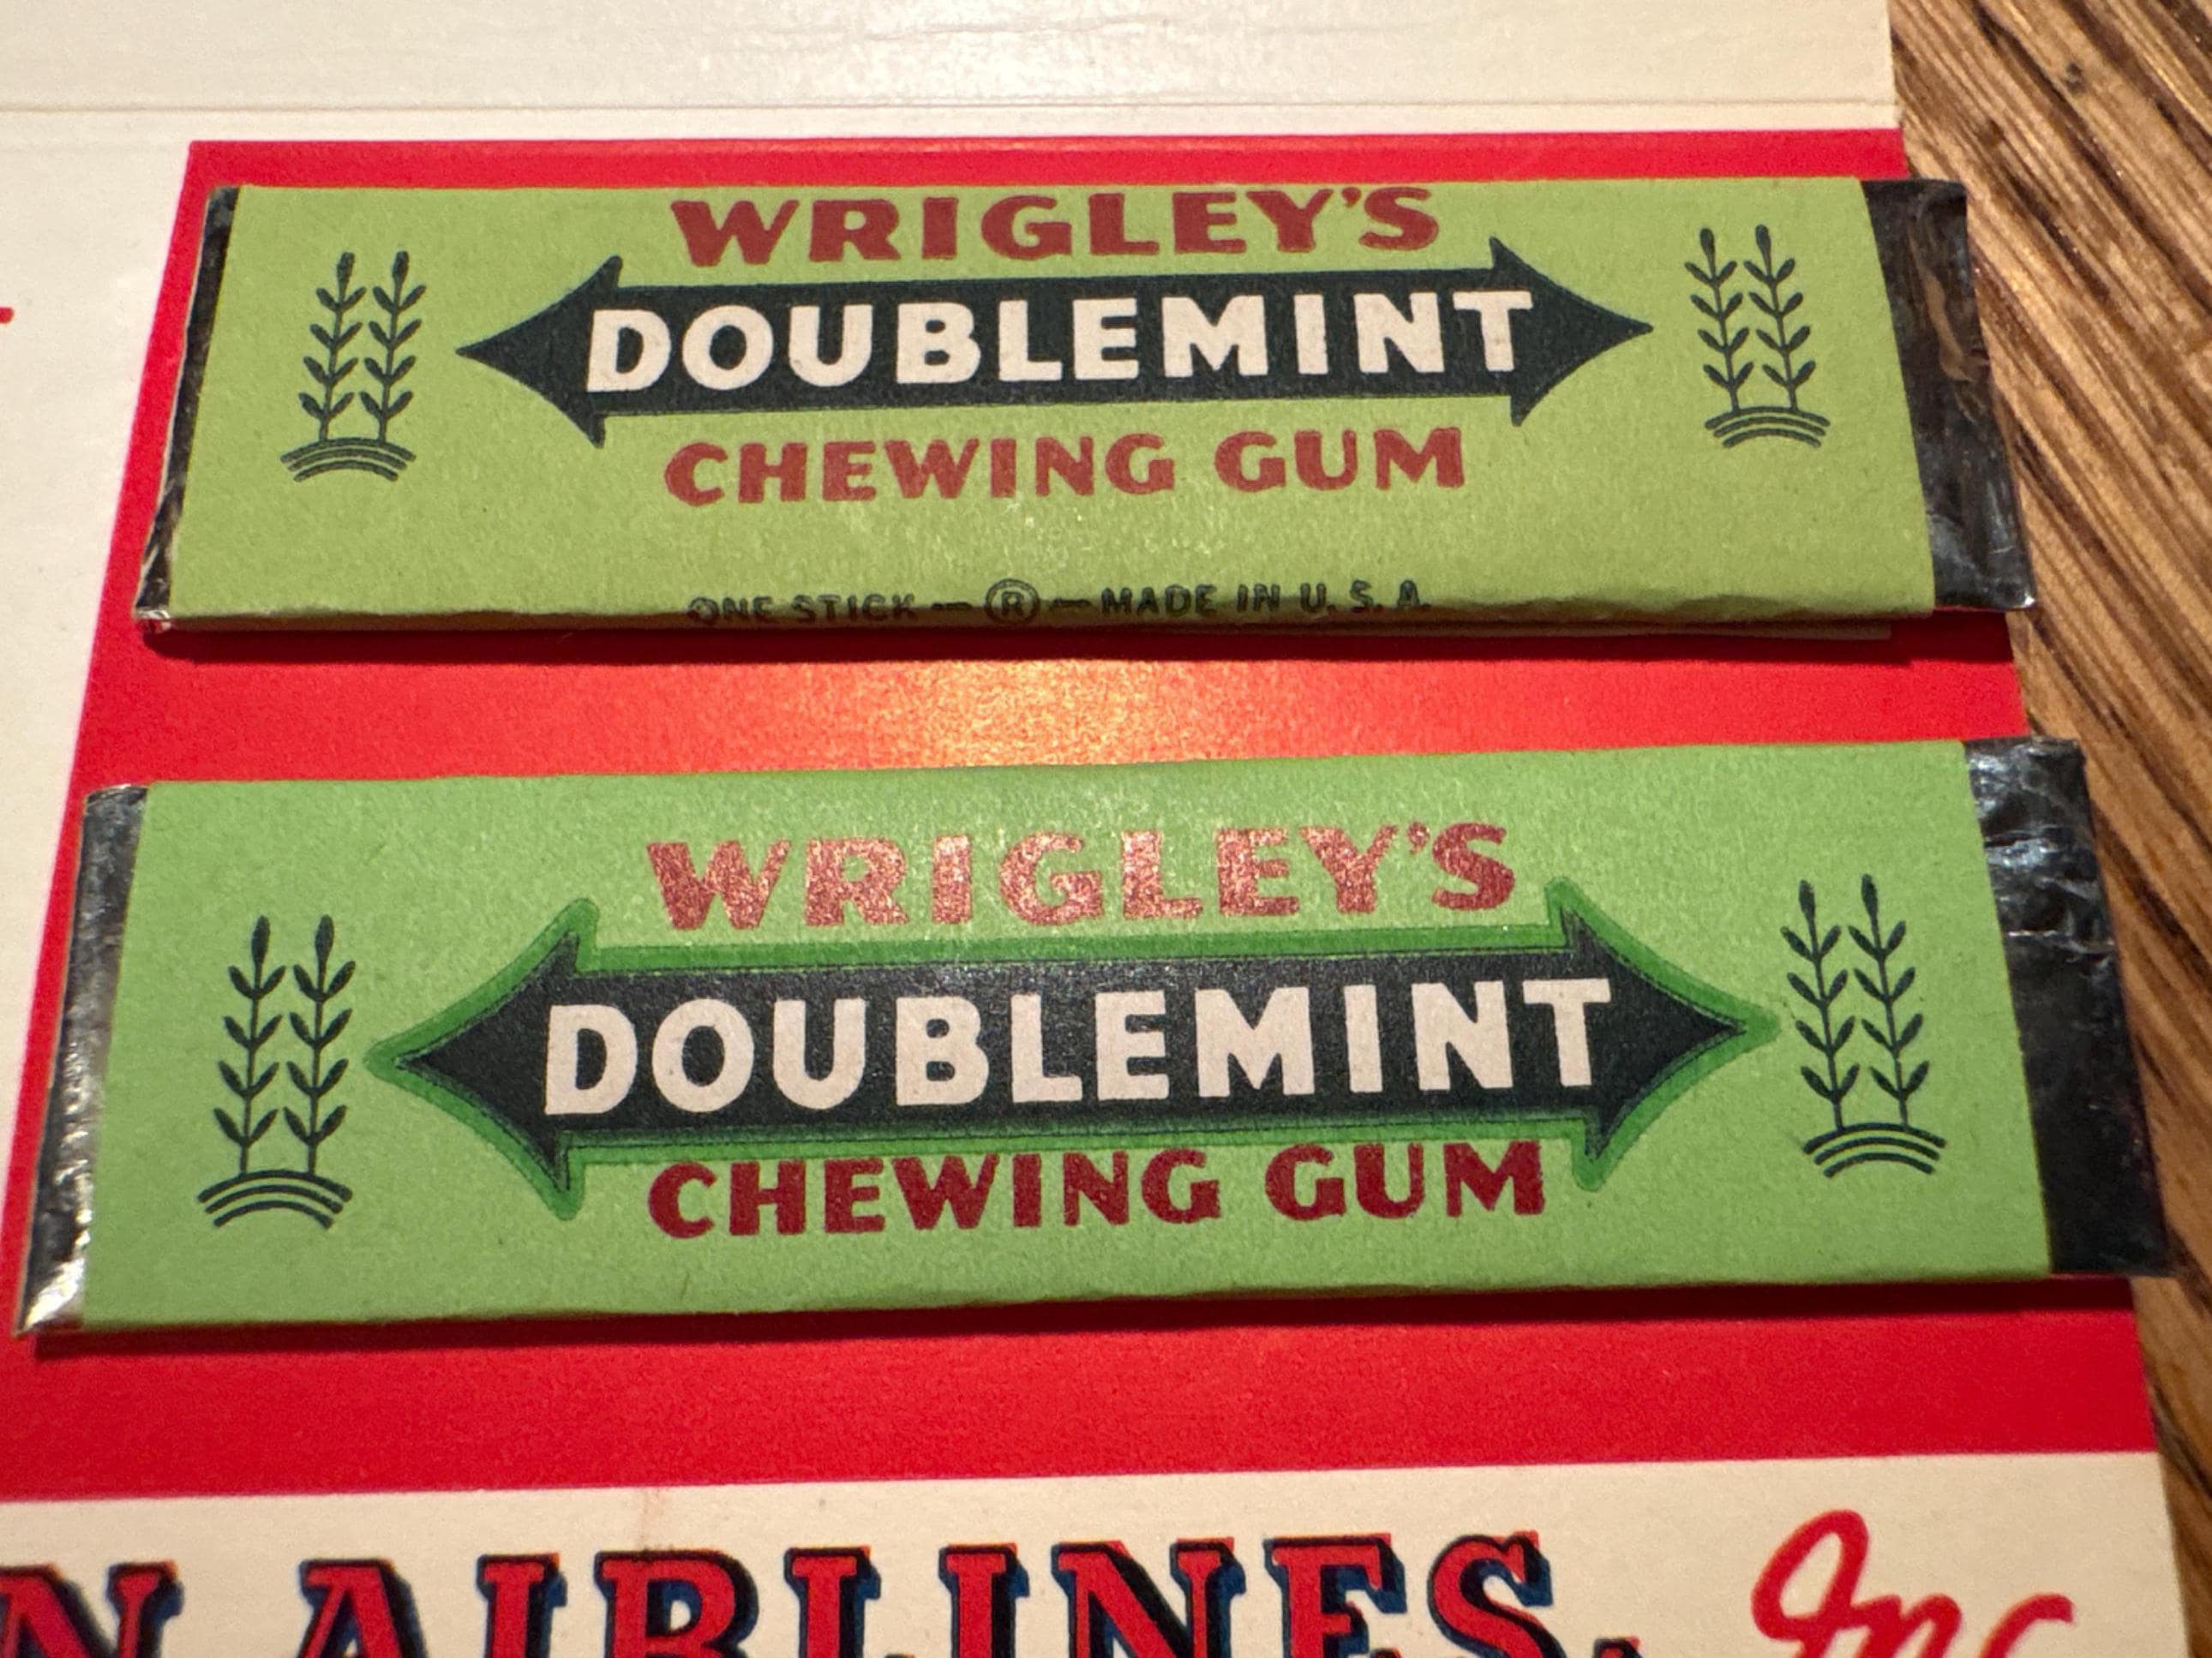 WRIGLEY'S
DOUBLEMINT
CHEWING GUM
ONE STICK — ® — MADE IN U. S. A.
WRIGLEY'S
DOUBLEMINT
CHEWING GUM
N AIRLINES, Inc